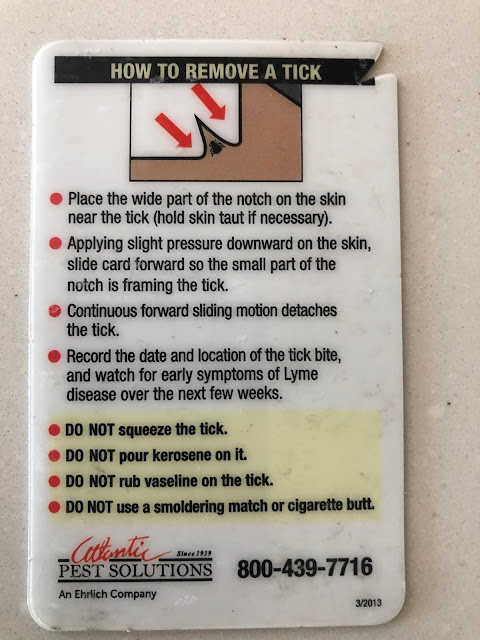 HOW TO REMOVE A TICK
● Place the wide part of the notch on the skin
near the tick (hold skin taut if necessary).
● Applying slight pressure downward on the skin,
slide card forward so the small part of the
notch is framing the tick.
● Continuous forward sliding motion detaches
the tick.
● Record the date and location of the tick bite,
and watch for early symptoms of Lyme
disease over the next few weeks.
● DO NOT squeeze the tick.
● DO NOT pour kerosene on it.
● DO NOT rub vaseline on the tick.
● DO NOT use a smoldering match or cigarette butt.
Atlantic Since 1939
PEST SOLUTIONS
An Ehrlich Company
800-439-7716
3/2013